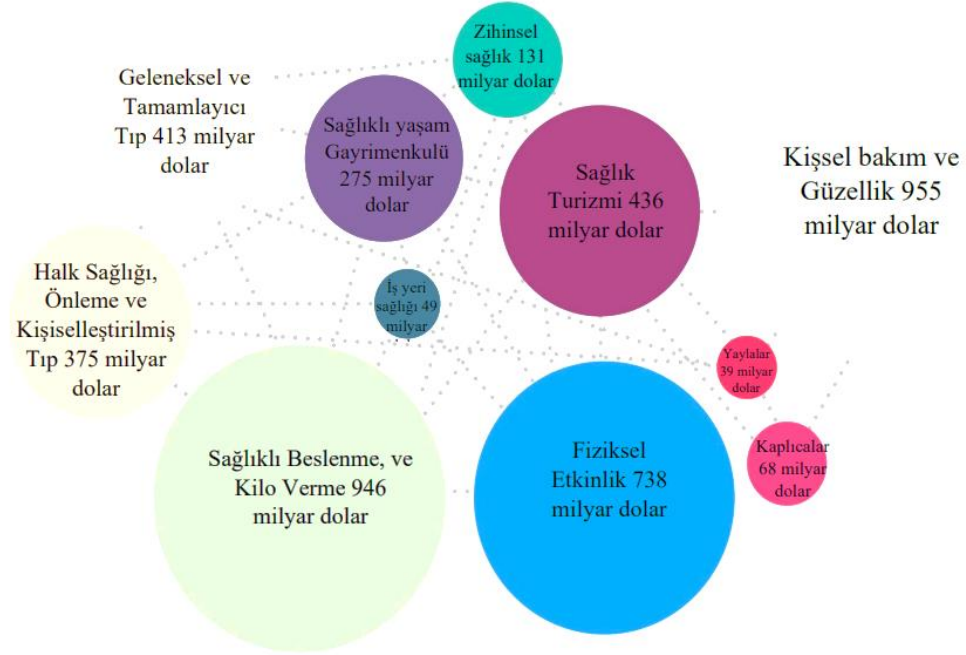 Zihinsel
sağlık 131
milyar dolar
Geleneksel ve
Tamamlayıcı
Tıp 413 milyar
dolar
Sağlıklı yaşam
Gayrimenkulü
275 milyar
dolar
Sağlık
Turizmi 436
milyar dolar
Kişsel bakım ve
Güzellik 955
milyar dolar
Halk Sağlığı,
Önleme ve
Kişiselleştirilmiş
Tıp 375 milyar
dolar
İş yeri
sağlığı 49
milyar
Yaylalar
39 milyar
dolar
Sağlıklı Beslenme, ve
Kilo Verme 946
milyar dolar
Fiziksel
Etkinlik 738
milyar dolar
Kaplıcalar
68 milyar
dolar